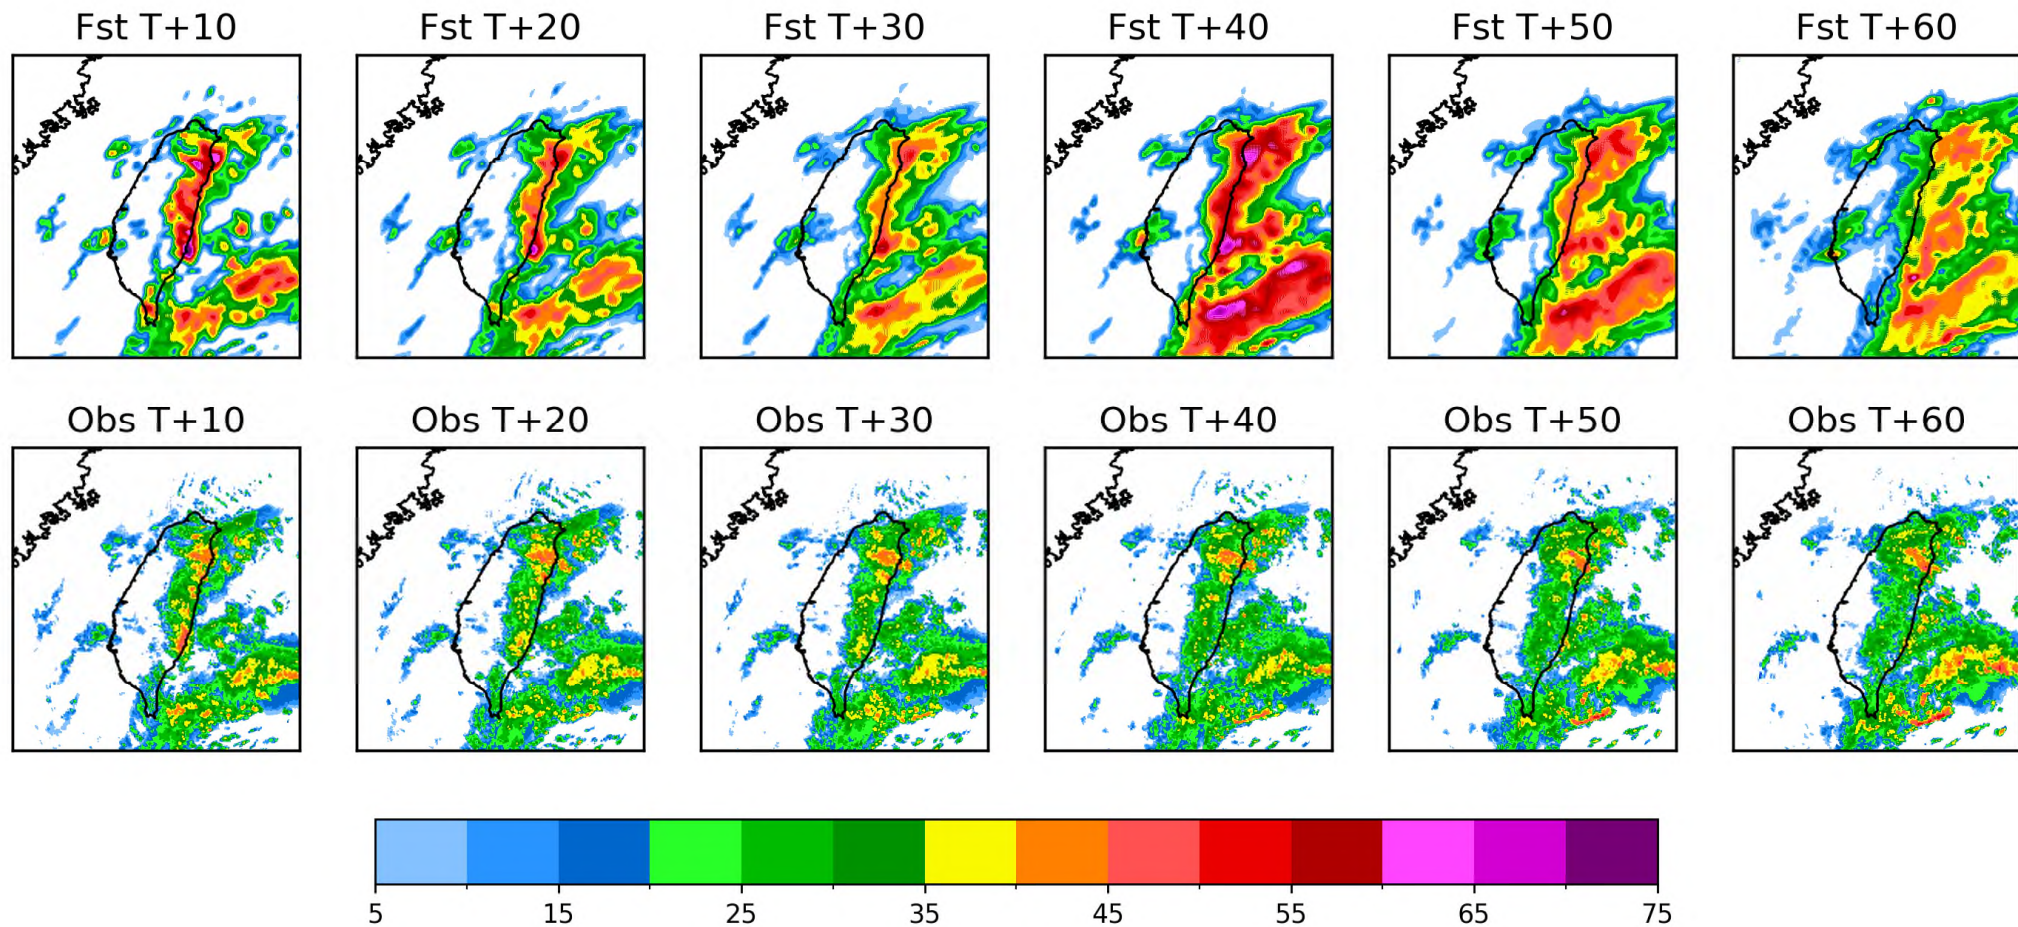 Fst T+10 Fst T+20 Fst T+30 Fst T+40 Fst T+50 Fst T+60
Obs T+10 Obs T+20 Obs T+30 Obs T+40 Obs T+50 Obs T+60
5 15 25 35 45 55 65 75